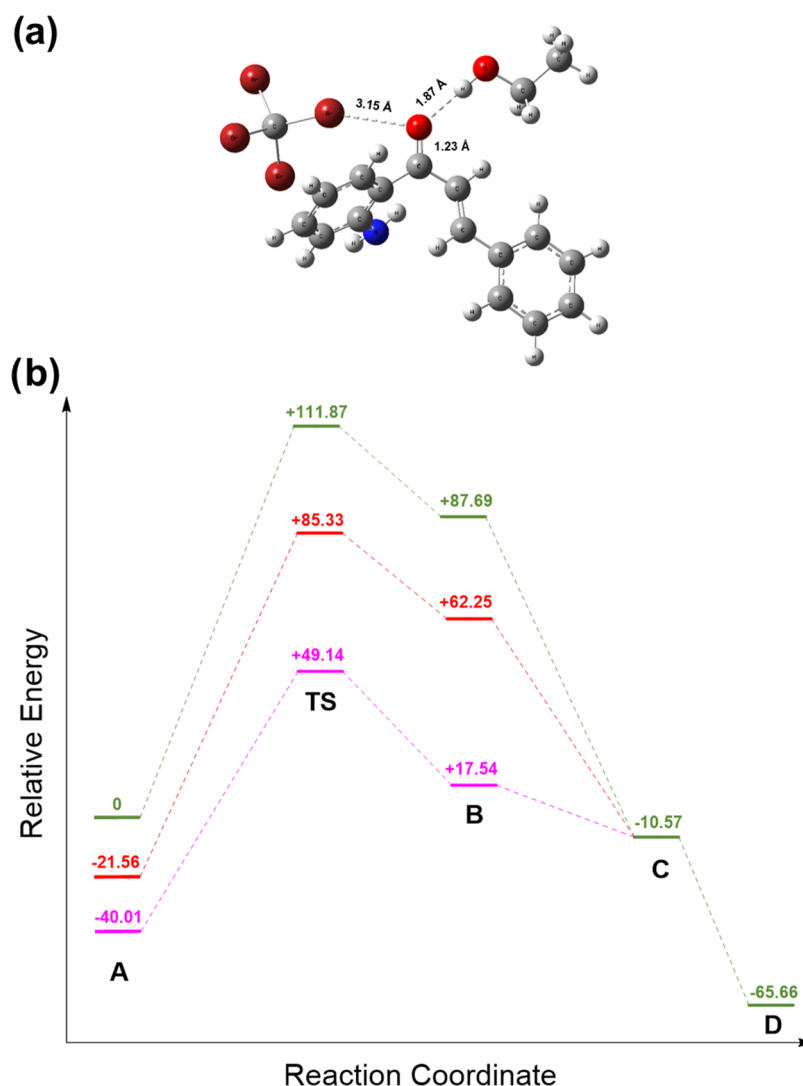 (a)
3.15 Å
1.87 Å
1.23 Å
(b)
+111.87
+87.69
+85.33
+62.25
+49.14
TS
+17.54
B
0
-10.57
C
-21.56
-40.01
A
-65.66
D
Relative Energy
Reaction Coordinate